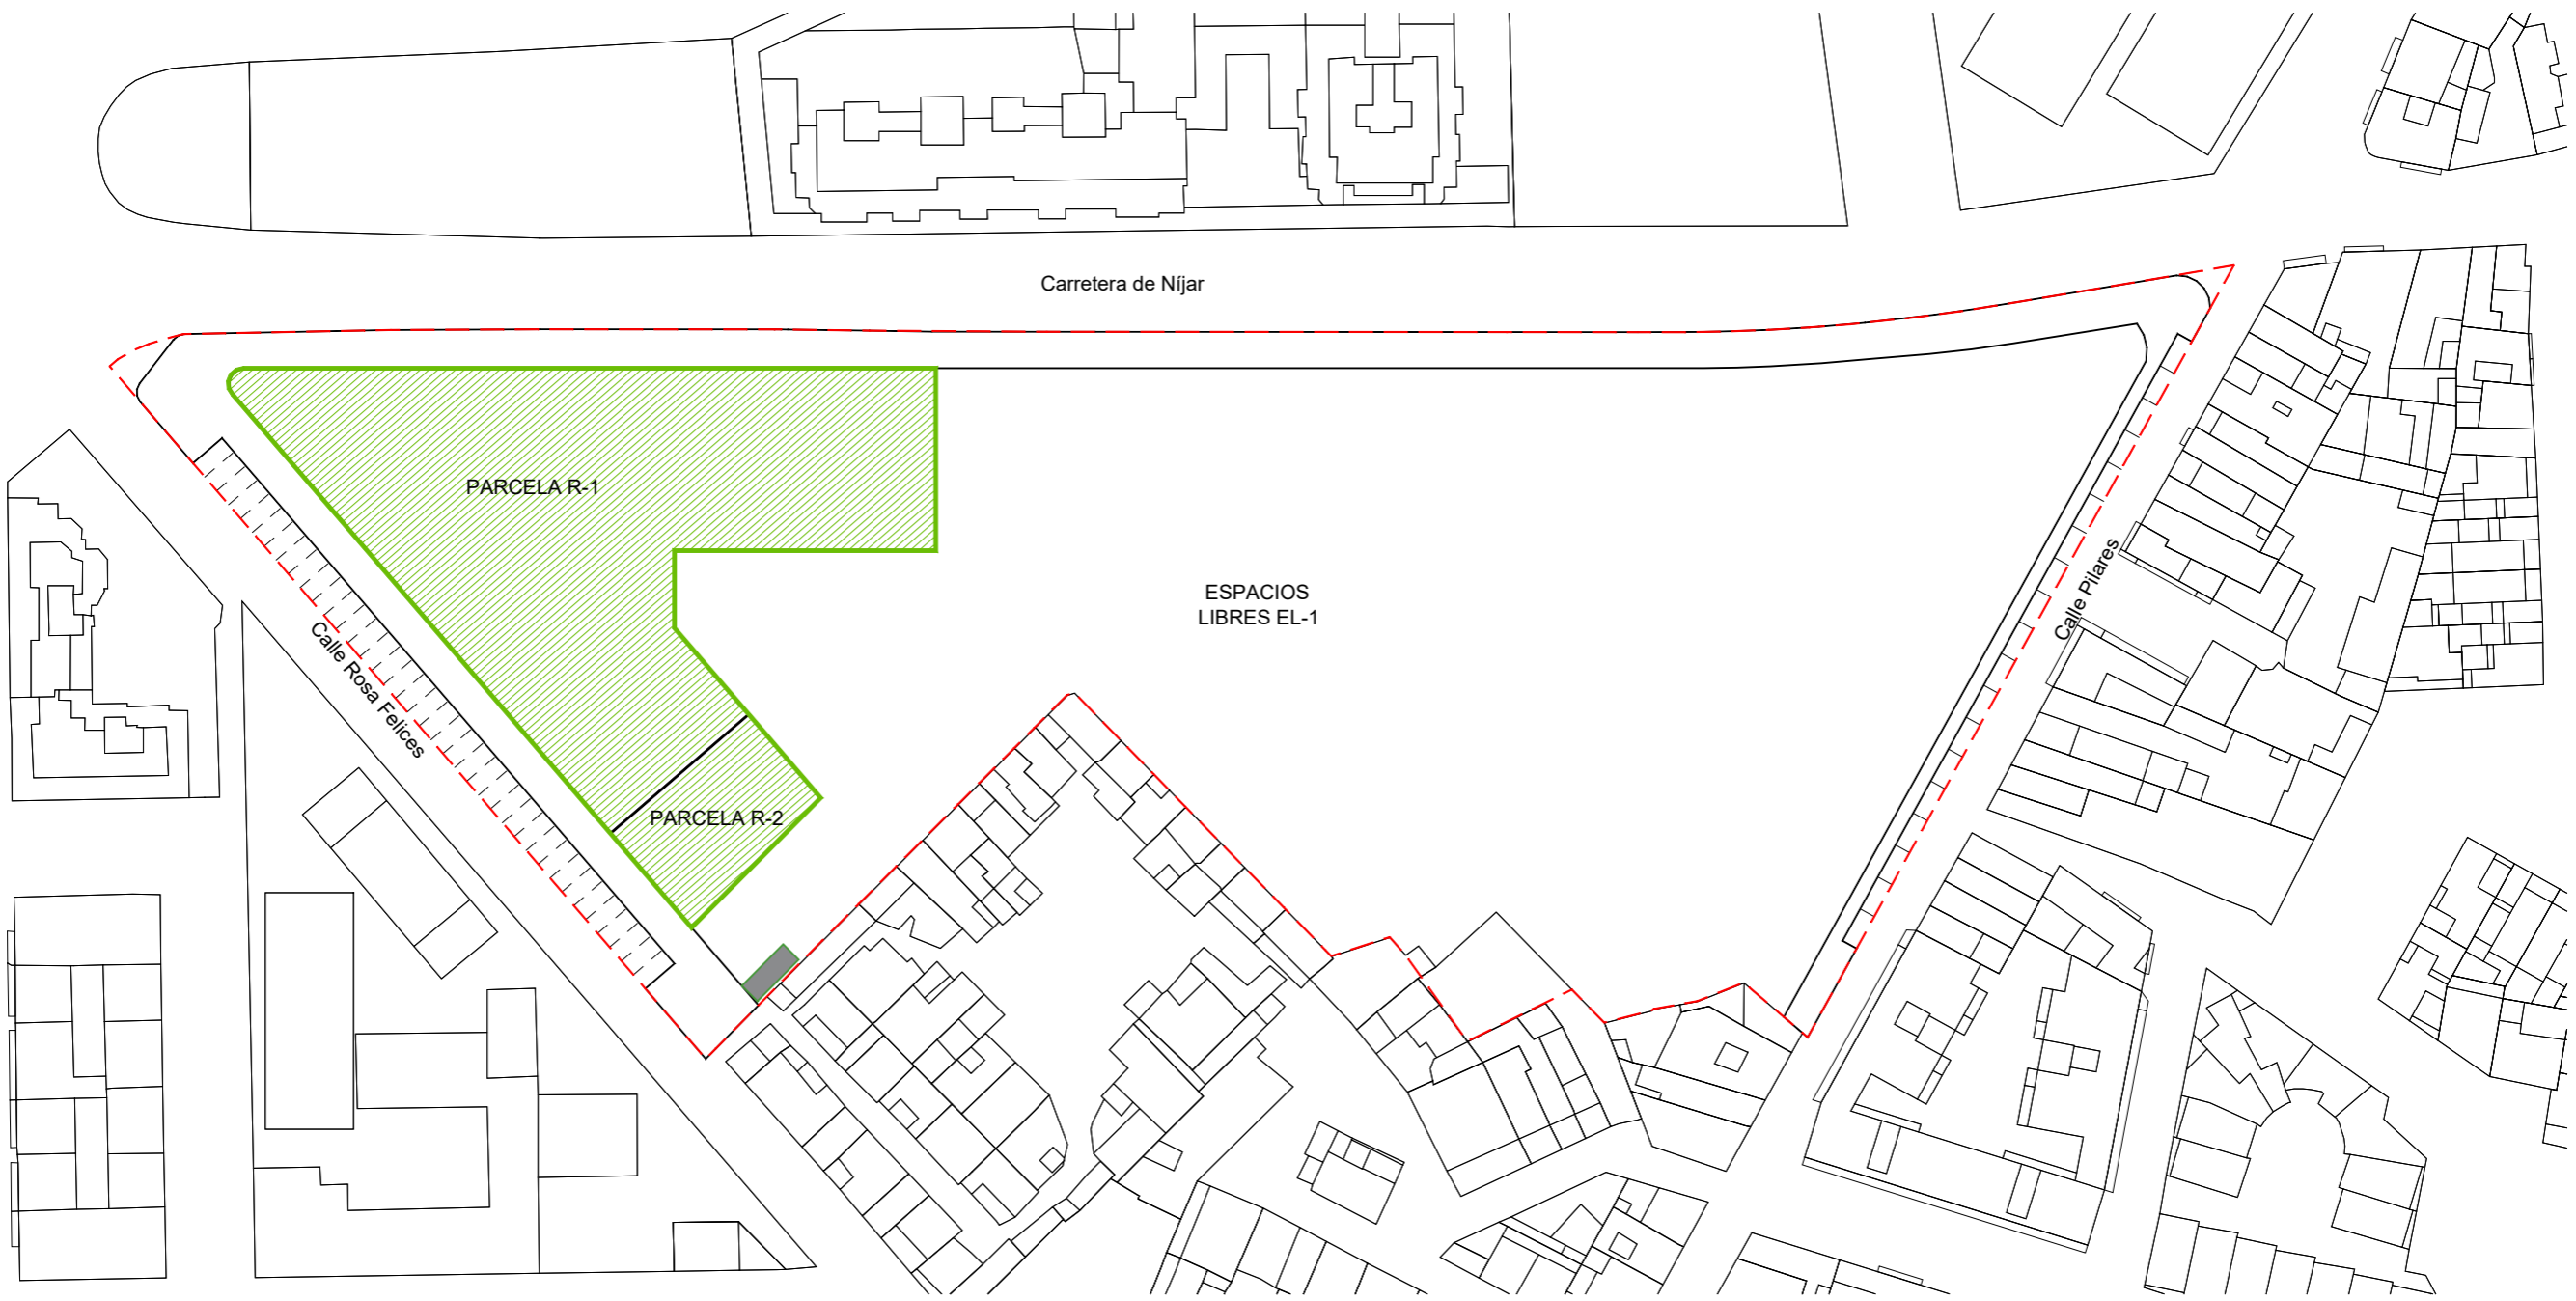 Carretera de Níjar
PARCELA R-1
ESPACIOS
LIBRES EL-1
Calle Pilares
Calle Rosa Felices
PARCELA R-2